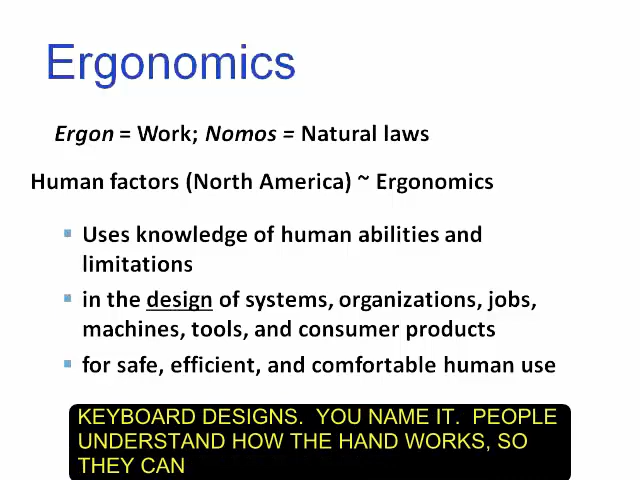 Ergonomics
Ergon = Work; Nomos = Natural laws
Human factors (North America) ~ Ergonomics
Uses knowledge of human abilities and
limitations
in the design of systems, organizations, jobs,
machines, tools, and consumer products
for safe, efficient, and comfortable human use
KEYBOARD DESIGNS.  YOU NAME IT.  PEOPLE
UNDERSTAND HOW THE HAND WORKS, SO
THEY CAN